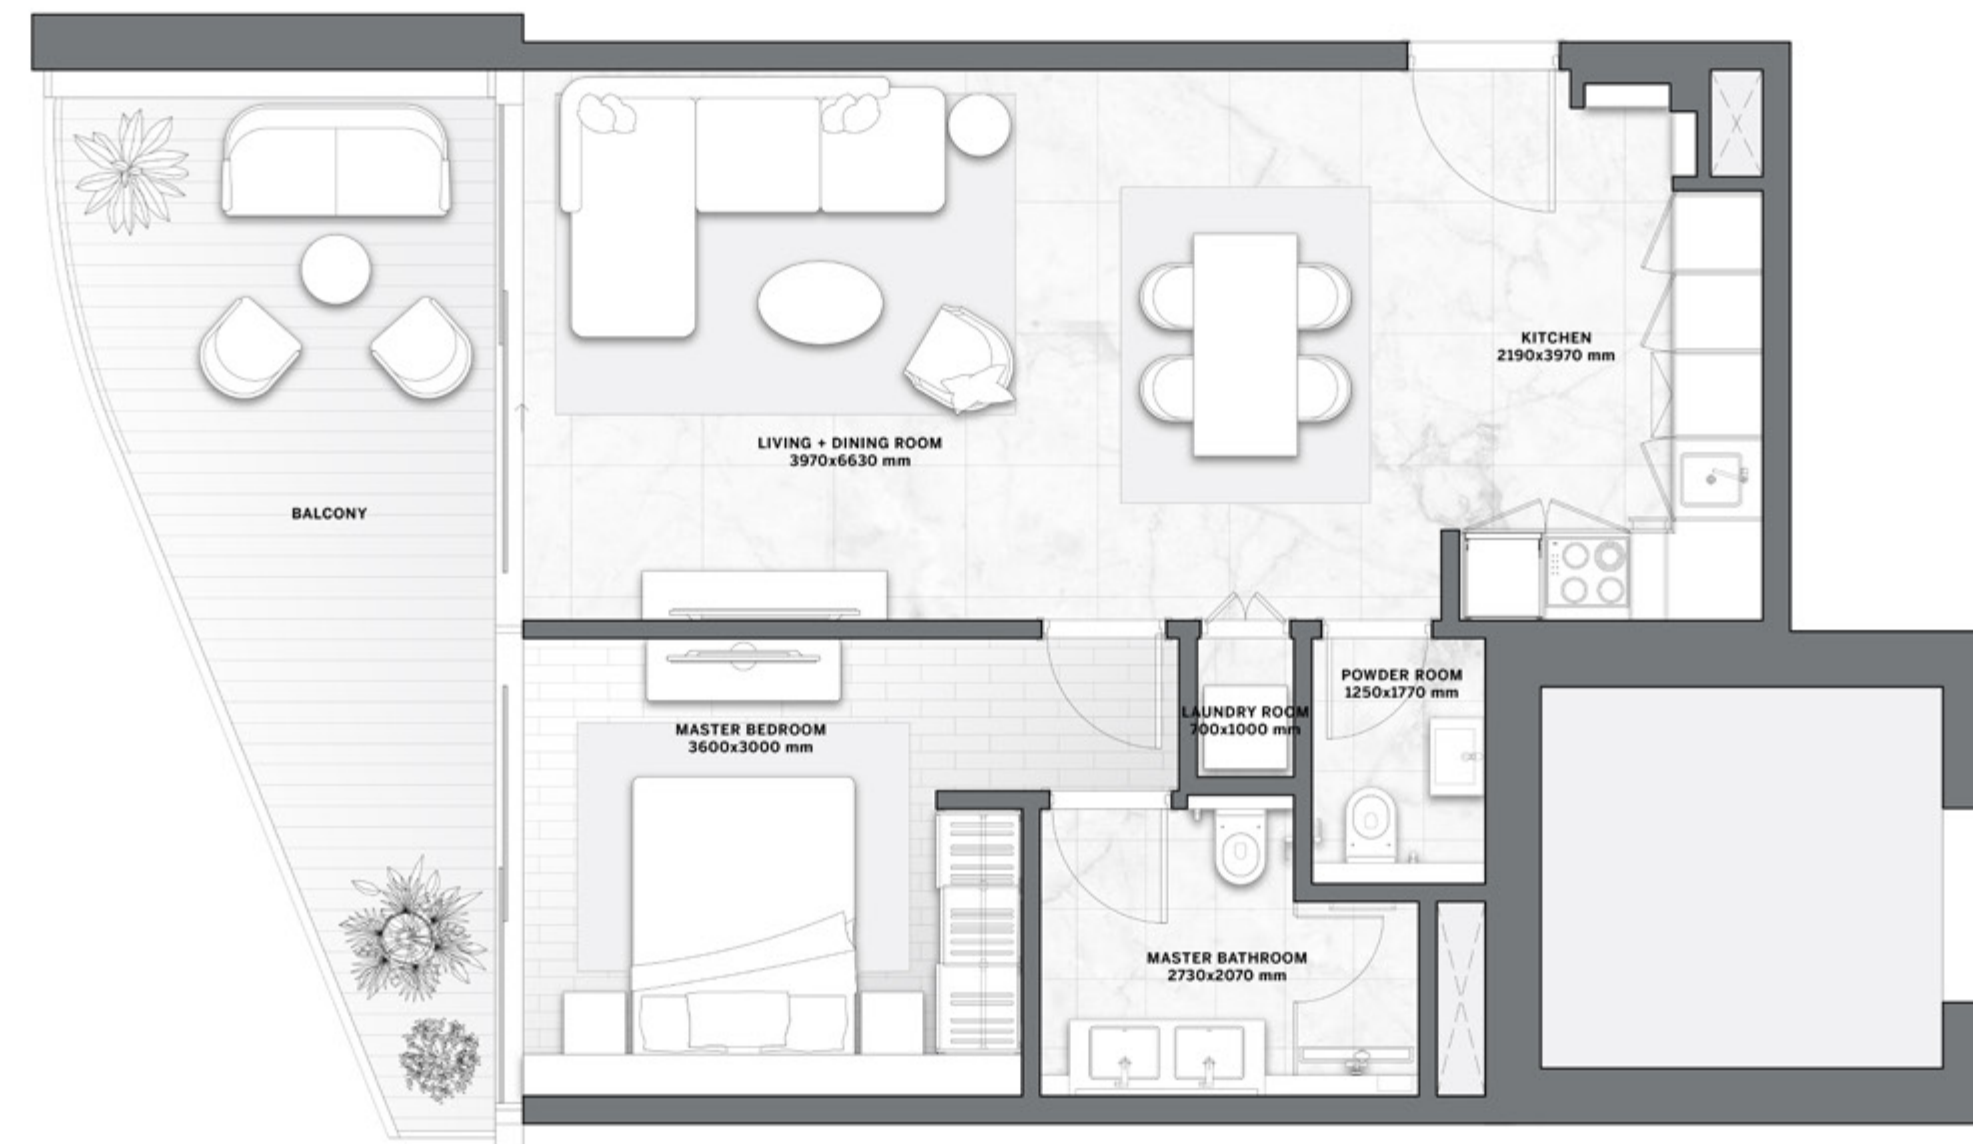 KITCHEN
2190x3970 mm
LIVING + DINING ROOM
3970x6630 mm
BALCONY
POWDER ROOM
1250x1770 mm
LAUNDRY ROOM
700x1000 mm
MASTER BEDROOM
3600x3000 mm
MASTER BATHROOM
2730x2070 mm